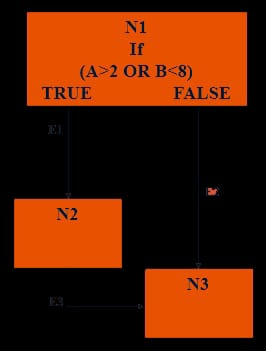 N1
If
(A>2 OR B<8)
TRUE FALSE
E1
N2
N3
E3